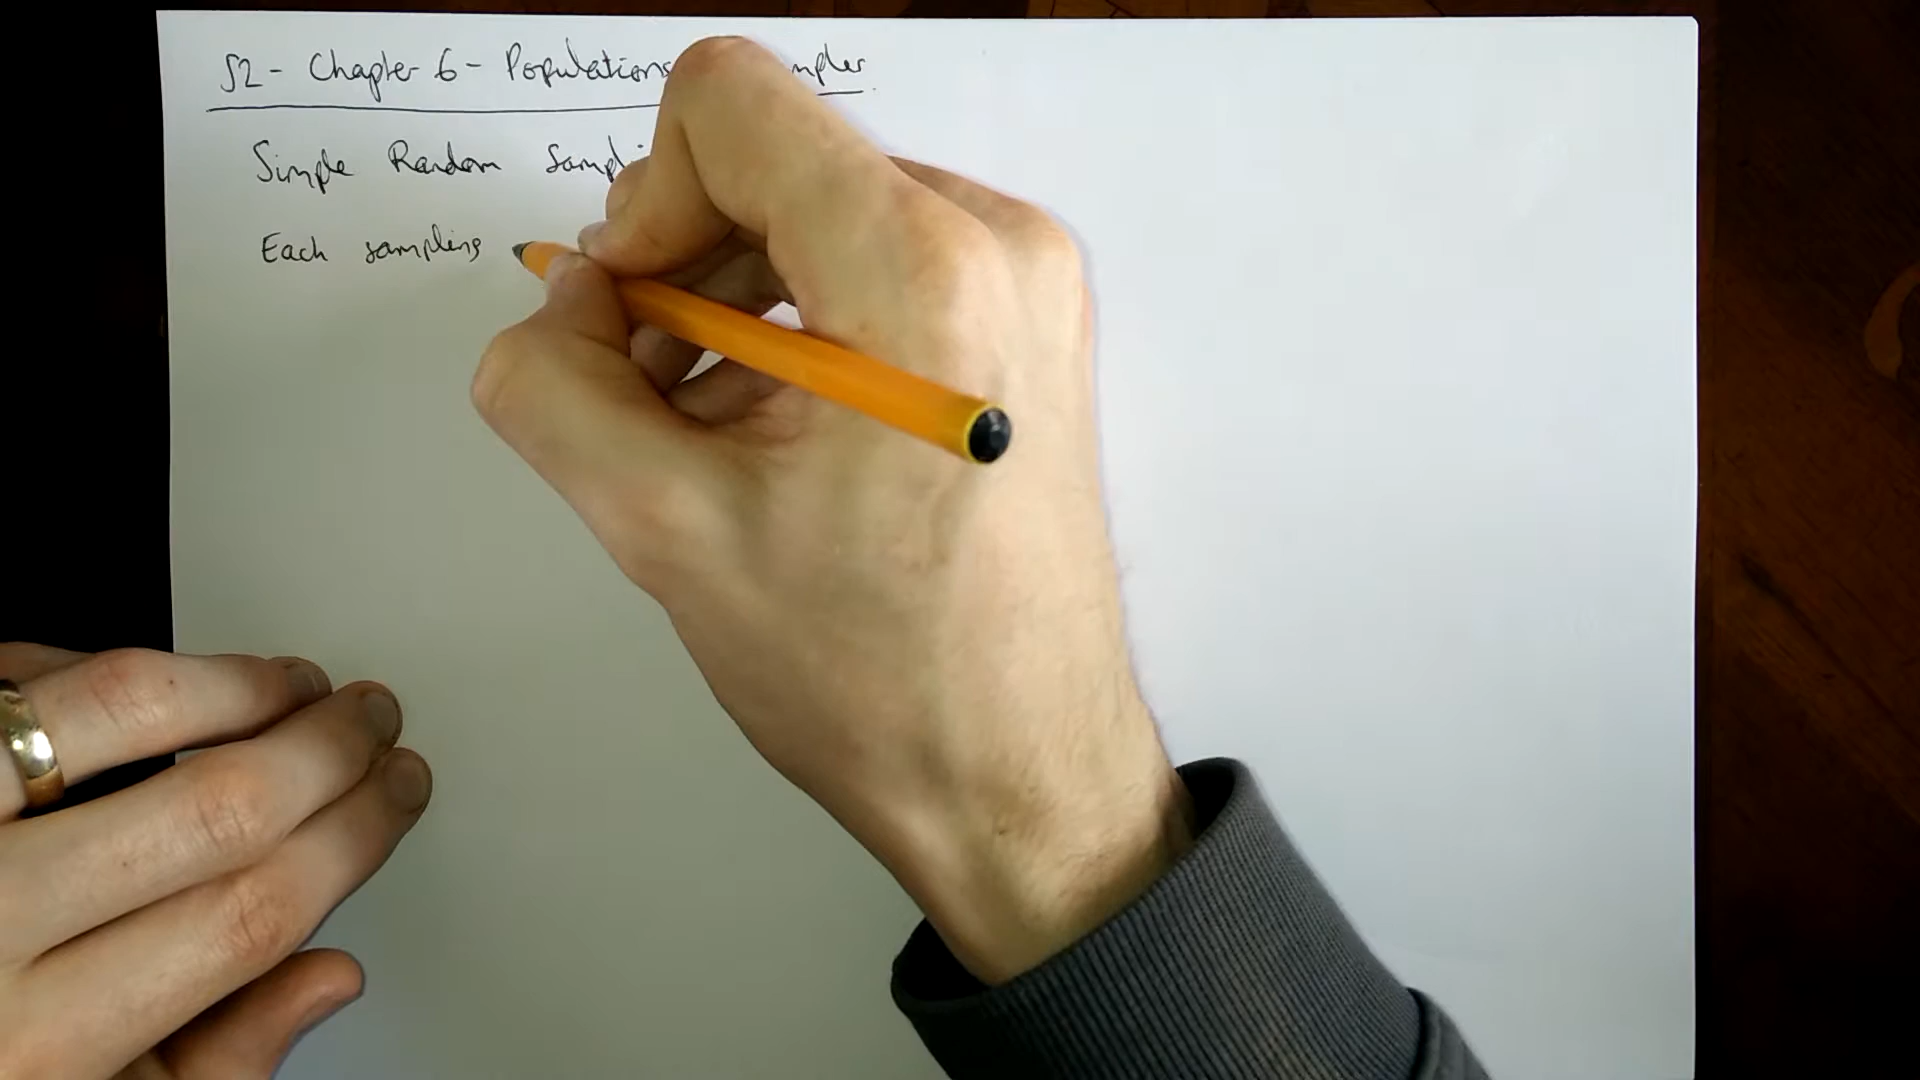 S2 - Chapter 6 - Populations
Simple Random
Each sampling